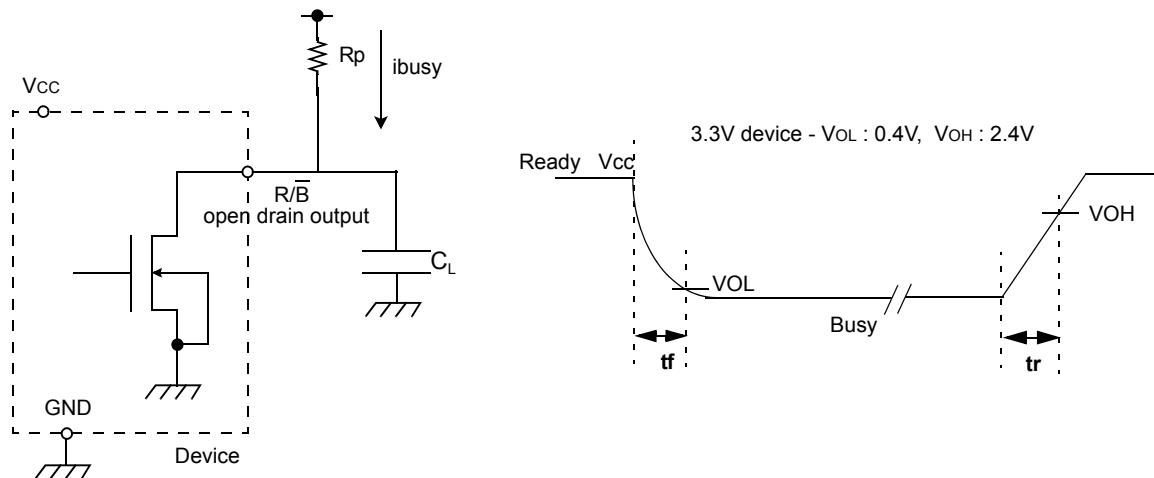 Rp
ibusy
VCC
R/B̅
open drain output
CL
GND
Device
3.3V device - VOL : 0.4V, VOH : 2.4V
Ready Vcc
VOH
VOL
Busy
tf
tr